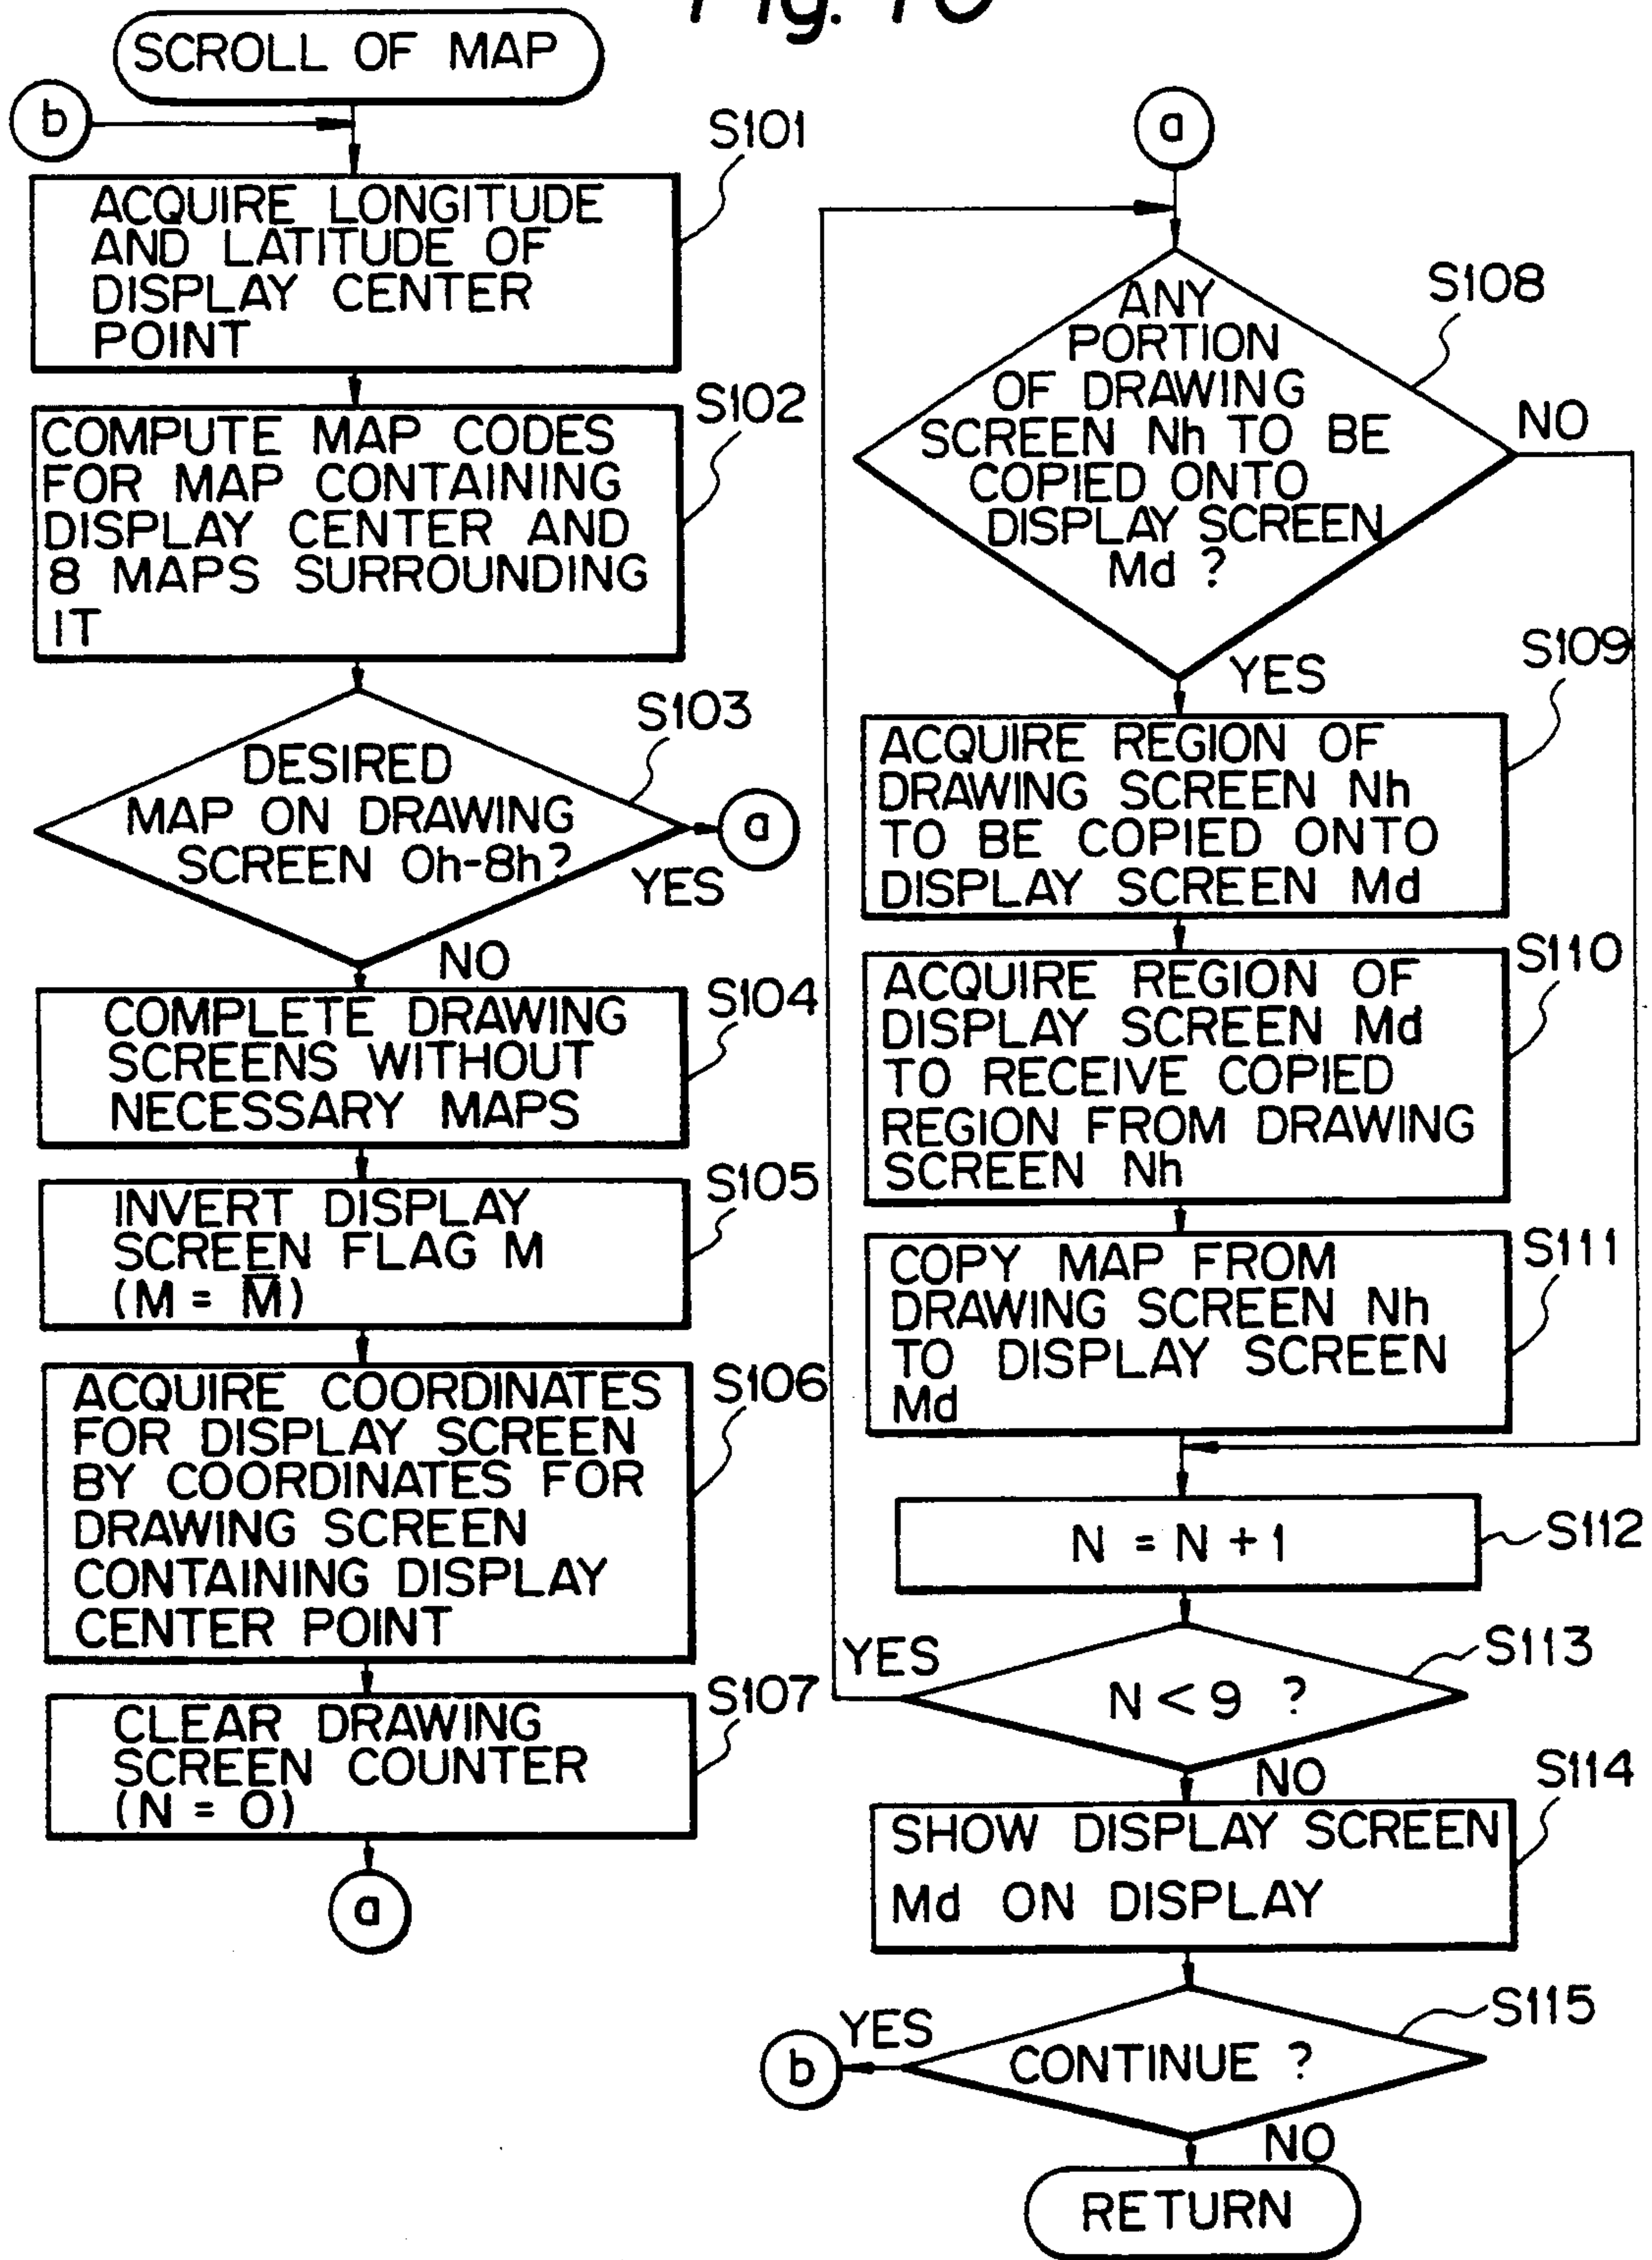 Fig. 10
SCROLL OF MAP
b
S101
ACQUIRE LONGITUDE
AND LATITUDE OF
DISPLAY CENTER
POINT
S102
COMPUTE MAP CODES
FOR MAP CONTAINING
DISPLAY CENTER AND
8 MAPS SURROUNDING
IT
S103
DESIRED
MAP ON DRAWING
SCREEN 0h-8h?
YES
a
NO
S104
COMPLETE DRAWING
SCREENS WITHOUT
NECESSARY MAPS
S105
INVERT DISPLAY
SCREEN FLAG M
(M = M̅)
S106
ACQUIRE COORDINATES
FOR DISPLAY SCREEN
BY COORDINATES FOR
DRAWING SCREEN
CONTAINING DISPLAY
CENTER POINT
S107
CLEAR DRAWING
SCREEN COUNTER
(N = 0)
a
a
S108
ANY
PORTION
OF DRAWING
SCREEN Nh TO BE
COPIED ONTO
DISPLAY SCREEN
Md ?
NO
YES
S109
ACQUIRE REGION OF
DRAWING SCREEN Nh
TO BE COPIED ONTO
DISPLAY SCREEN Md
S110
ACQUIRE REGION OF
DISPLAY SCREEN Md
TO RECEIVE COPIED
REGION FROM DRAWING
SCREEN Nh
S111
COPY MAP FROM
DRAWING SCREEN Nh
TO DISPLAY SCREEN
Md
N = N + 1
S112
YES
N < 9 ?
S113
NO
S114
SHOW DISPLAY SCREEN
Md ON DISPLAY
S115
YES
b
CONTINUE ?
NO
RETURN